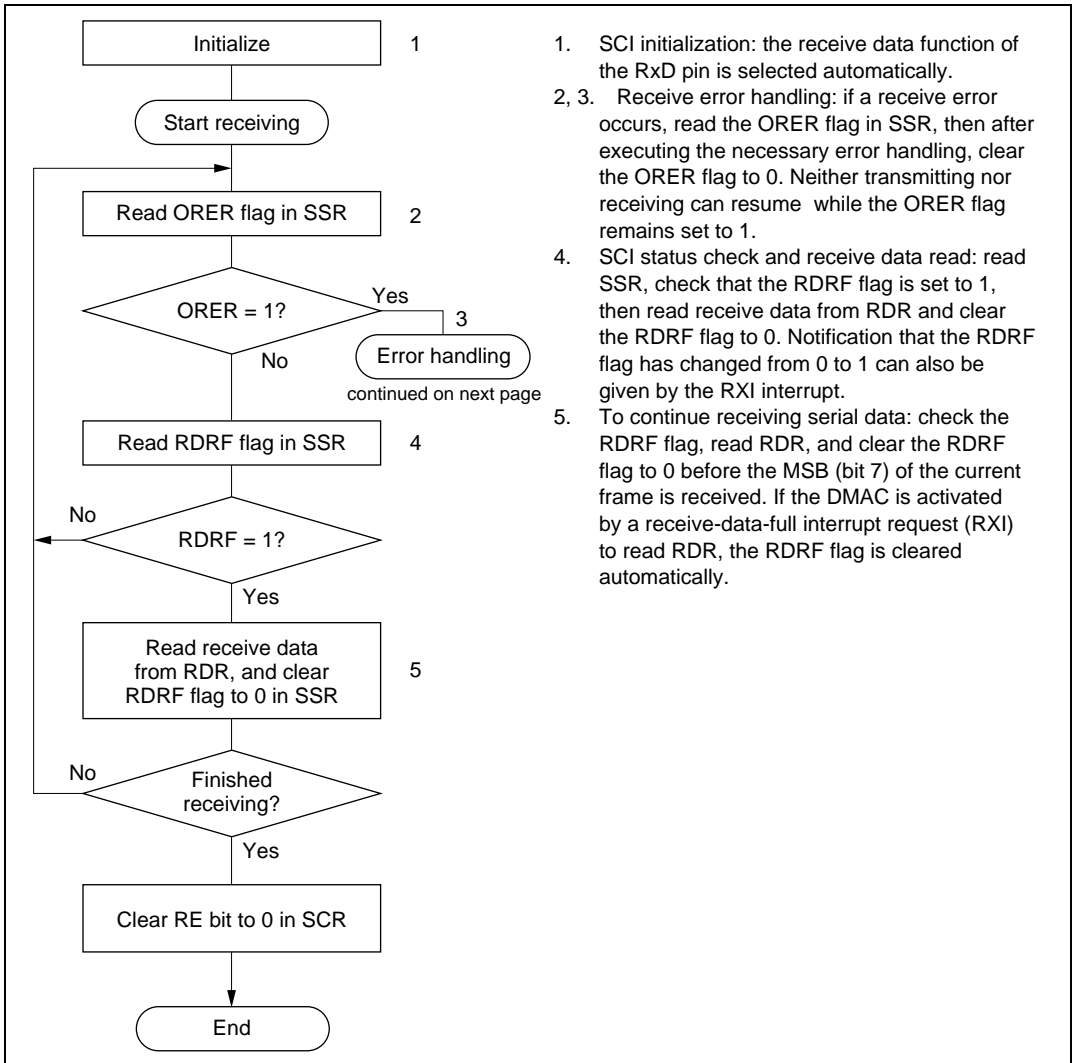 Initialize
1
Start receiving
Read ORER flag in SSR
2
ORER = 1?
Yes
3
Error handling
continued on next page
No
Read RDRF flag in SSR
4
No
RDRF = 1?
Yes
Read receive data
from RDR, and clear
RDRF flag to 0 in SSR
5
No
Finished
receiving?
Yes
Clear RE bit to 0 in SCR
End
1. SCI initialization: the receive data function of
the RxD pin is selected automatically.
2, 3. Receive error handling: if a receive error
occurs, read the ORER flag in SSR, then after
executing the necessary error handling, clear
the ORER flag to 0. Neither transmitting nor
receiving can resume while the ORER flag
remains set to 1.
4. SCI status check and receive data read: read
SSR, check that the RDRF flag is set to 1,
then read receive data from RDR and clear
the RDRF flag to 0. Notification that the RDRF
flag has changed from 0 to 1 can also be
given by the RXI interrupt.
5. To continue receiving serial data: check the
RDRF flag, read RDR, and clear the RDRF
flag to 0 before the MSB (bit 7) of the current
frame is received. If the DMAC is activated
by a receive-data-full interrupt request (RXI)
to read RDR, the RDRF flag is cleared
automatically.